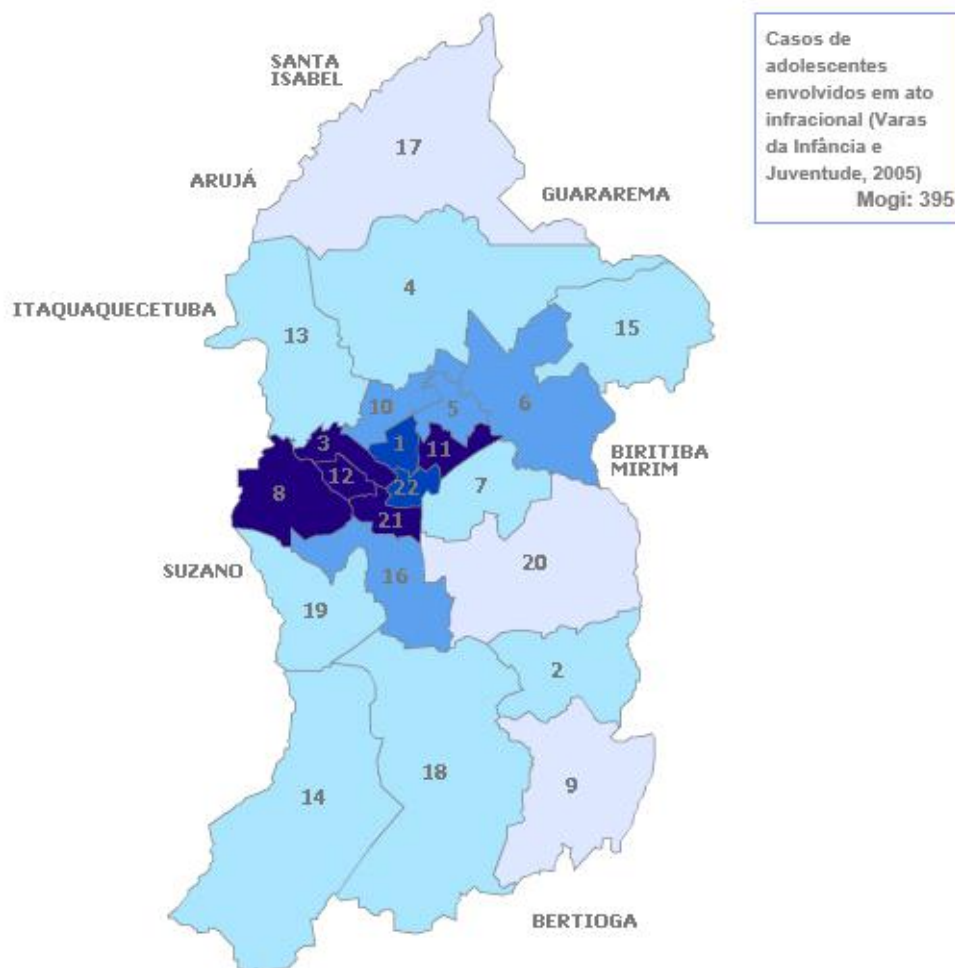 Casos de
adolescentes
envolvidos em ato
infracional (Varas
da Infância e
Juventude, 2005)
Mogi: 395
SANTA
ISABEL
17
ARUJÁ
GUARAREMA
4
ITAQUAQUECETUBA
13
15
10
5
6
3
1
11
BIRITIBA
MIRIM
12
8
22
7
21
SUZANO
16
20
19
2
18
14
9
BERTIOGA